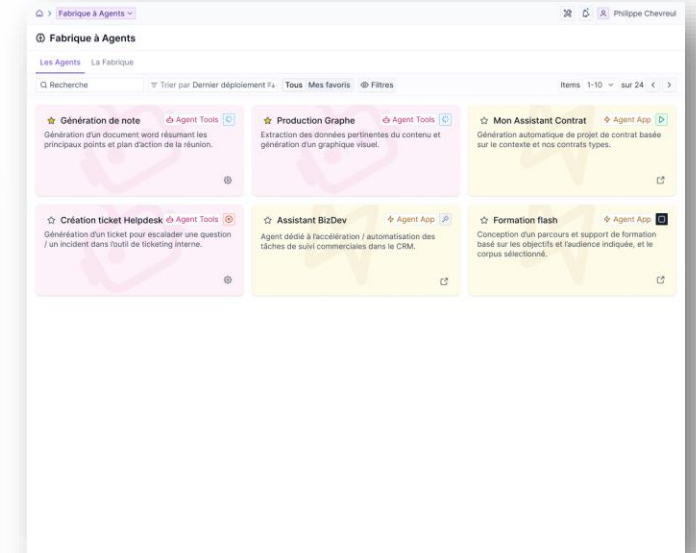 Fabrique à Agents
Philippe Chevreul
Fabrique à Agents
Les Agents La Fabrique
Recherche Trier par Dernier déploiement Tous Mes favoris Filtres Items 1-10 sur 24
Génération de note Agent Tools
Génération d'un document word résumant les
principaux points et plan d'action de la réunion.
Production Graphe Agent Tools
Extraction des données pertinentes du contenu et
génération d'un graphique visuel.
Mon Assistant Contrat Agent App
Génération automatique de projet de contrat basée
sur le contexte et nos contrats types.
Création ticket Helpdesk Agent Tools
Généréation d'un ticket pour escalader une question
/ un incident dans l'outil de ticketing interne.
Assistant BizDev Agent App
Agent dédié à l'accélération / automatisation des
tâches de suivi commerciales dans le CRM.
Formation flash Agent App
Conception d'un parcours et support de formation
basé sur les objectifs et l'audience indiquée, et le
corpus sélectionné.